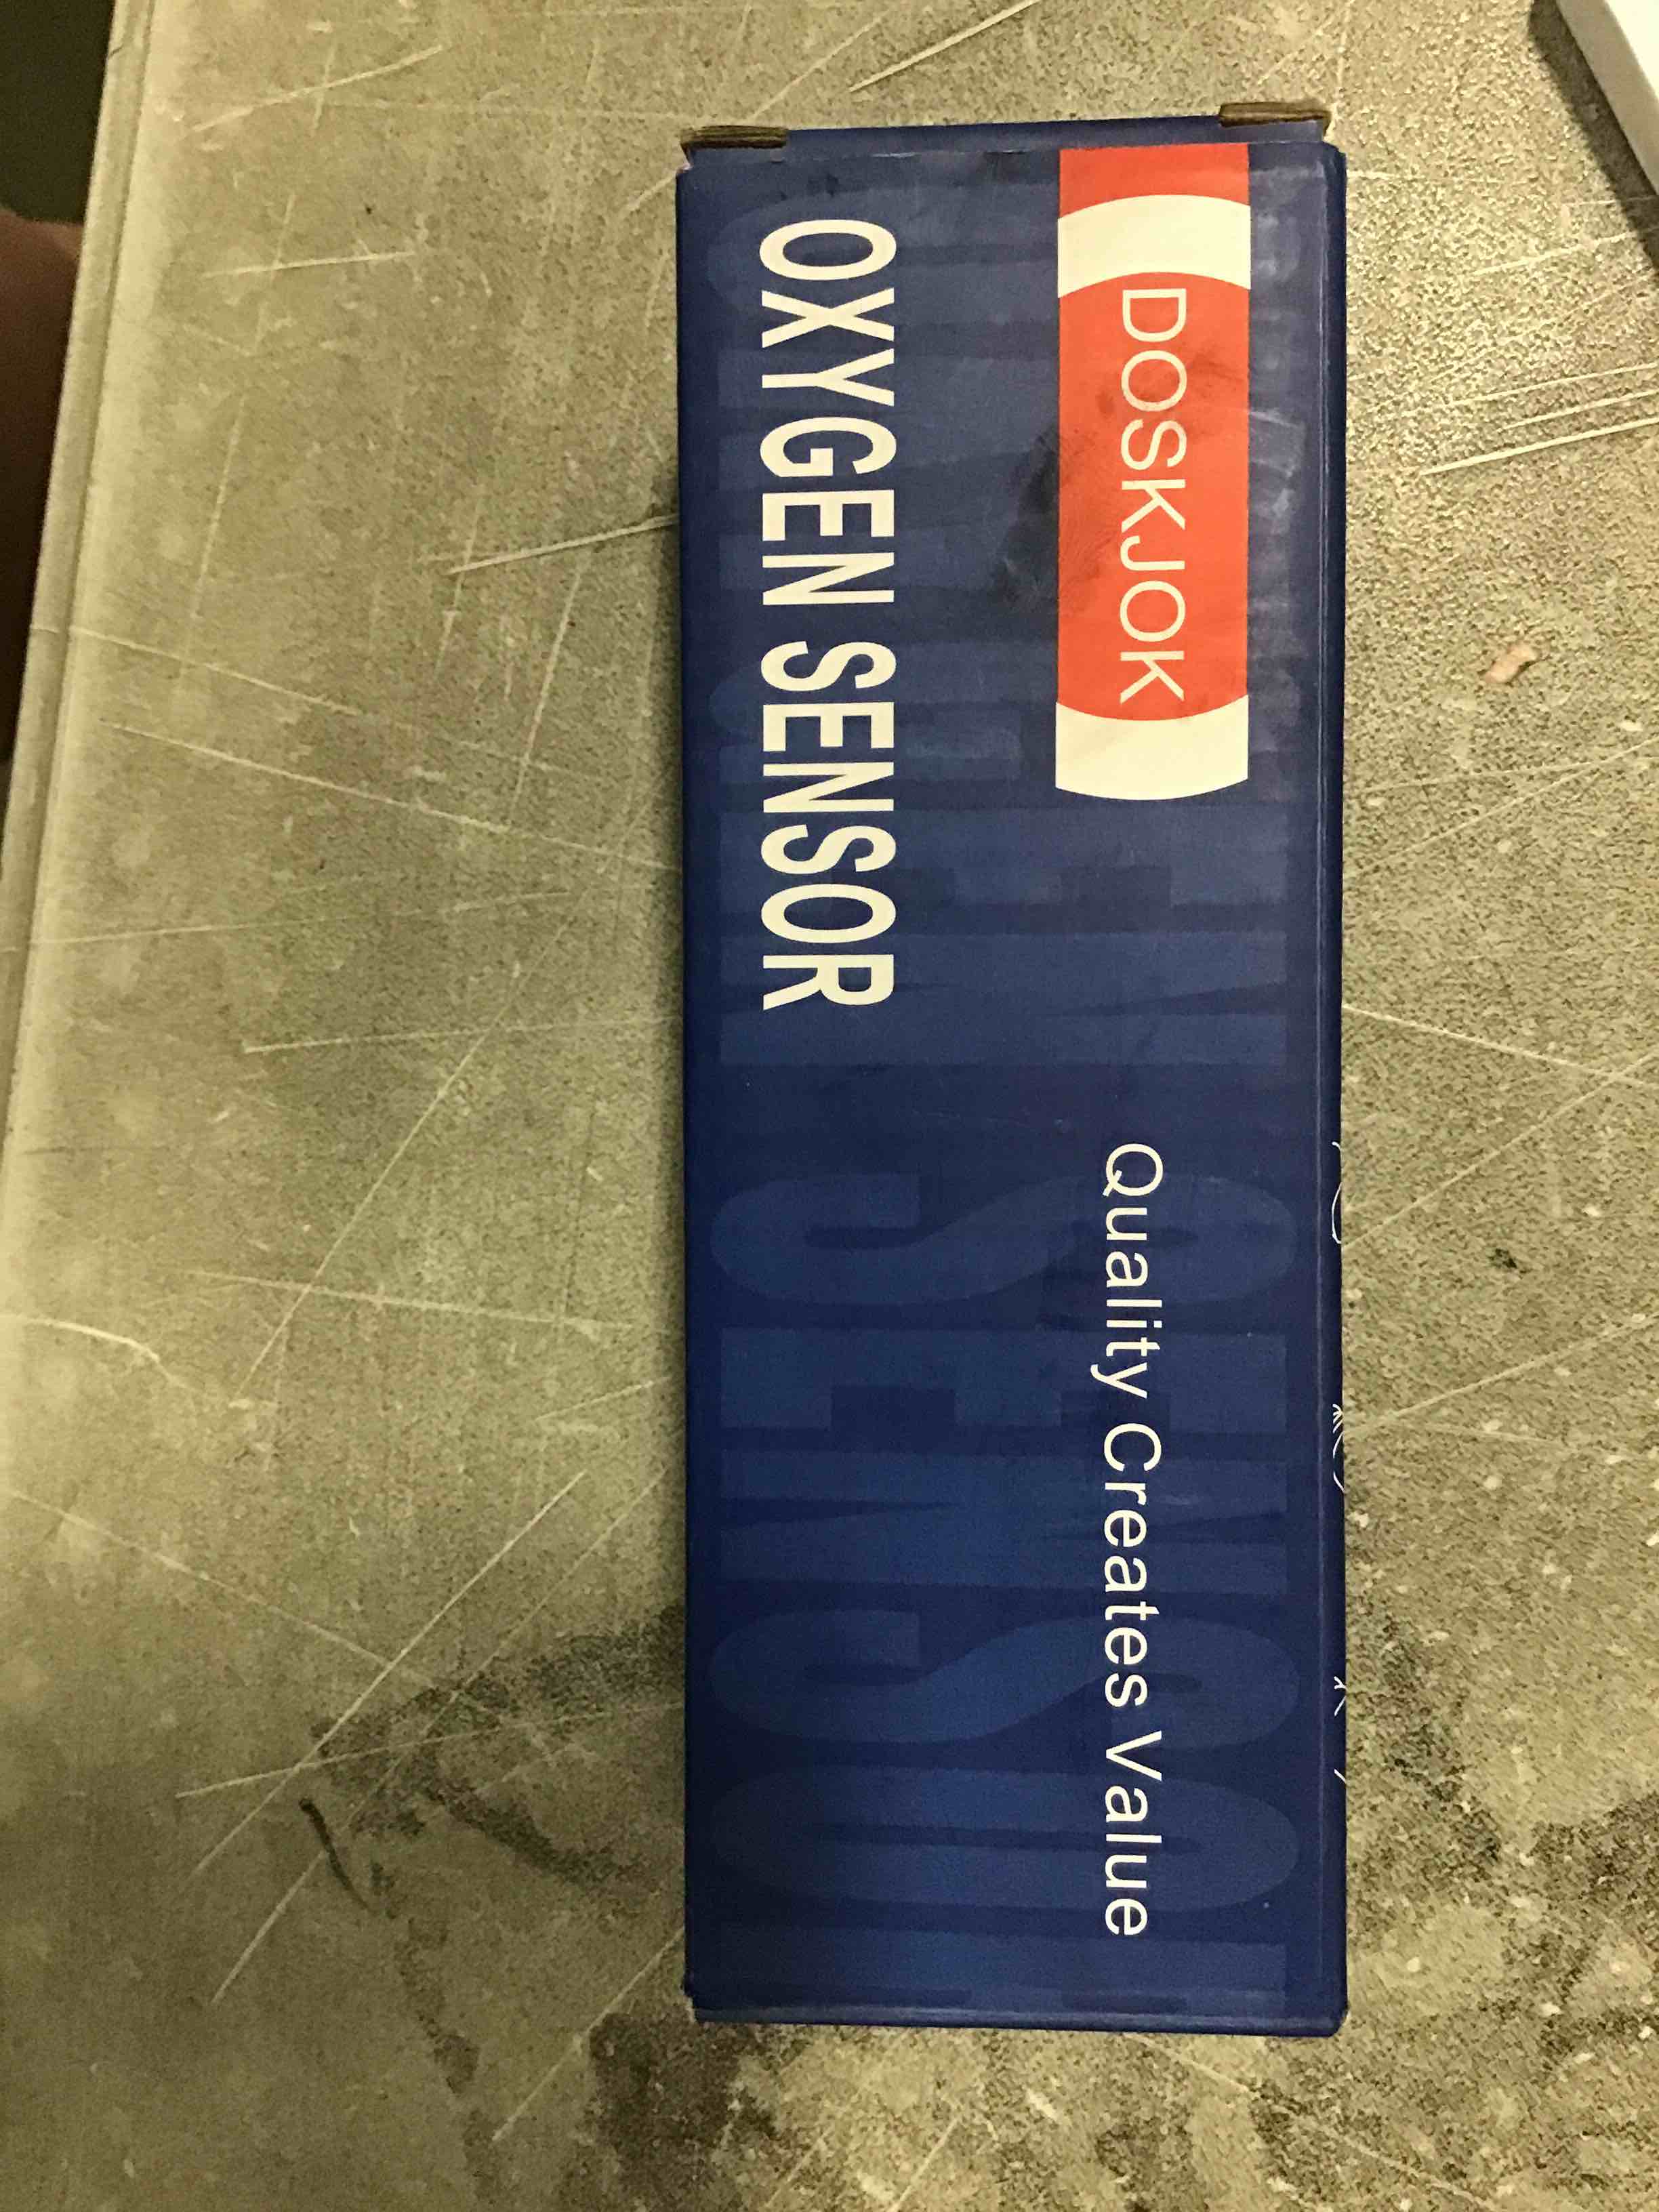 DOSKJOK
Quality Creates Value
OXYGEN SENSOR